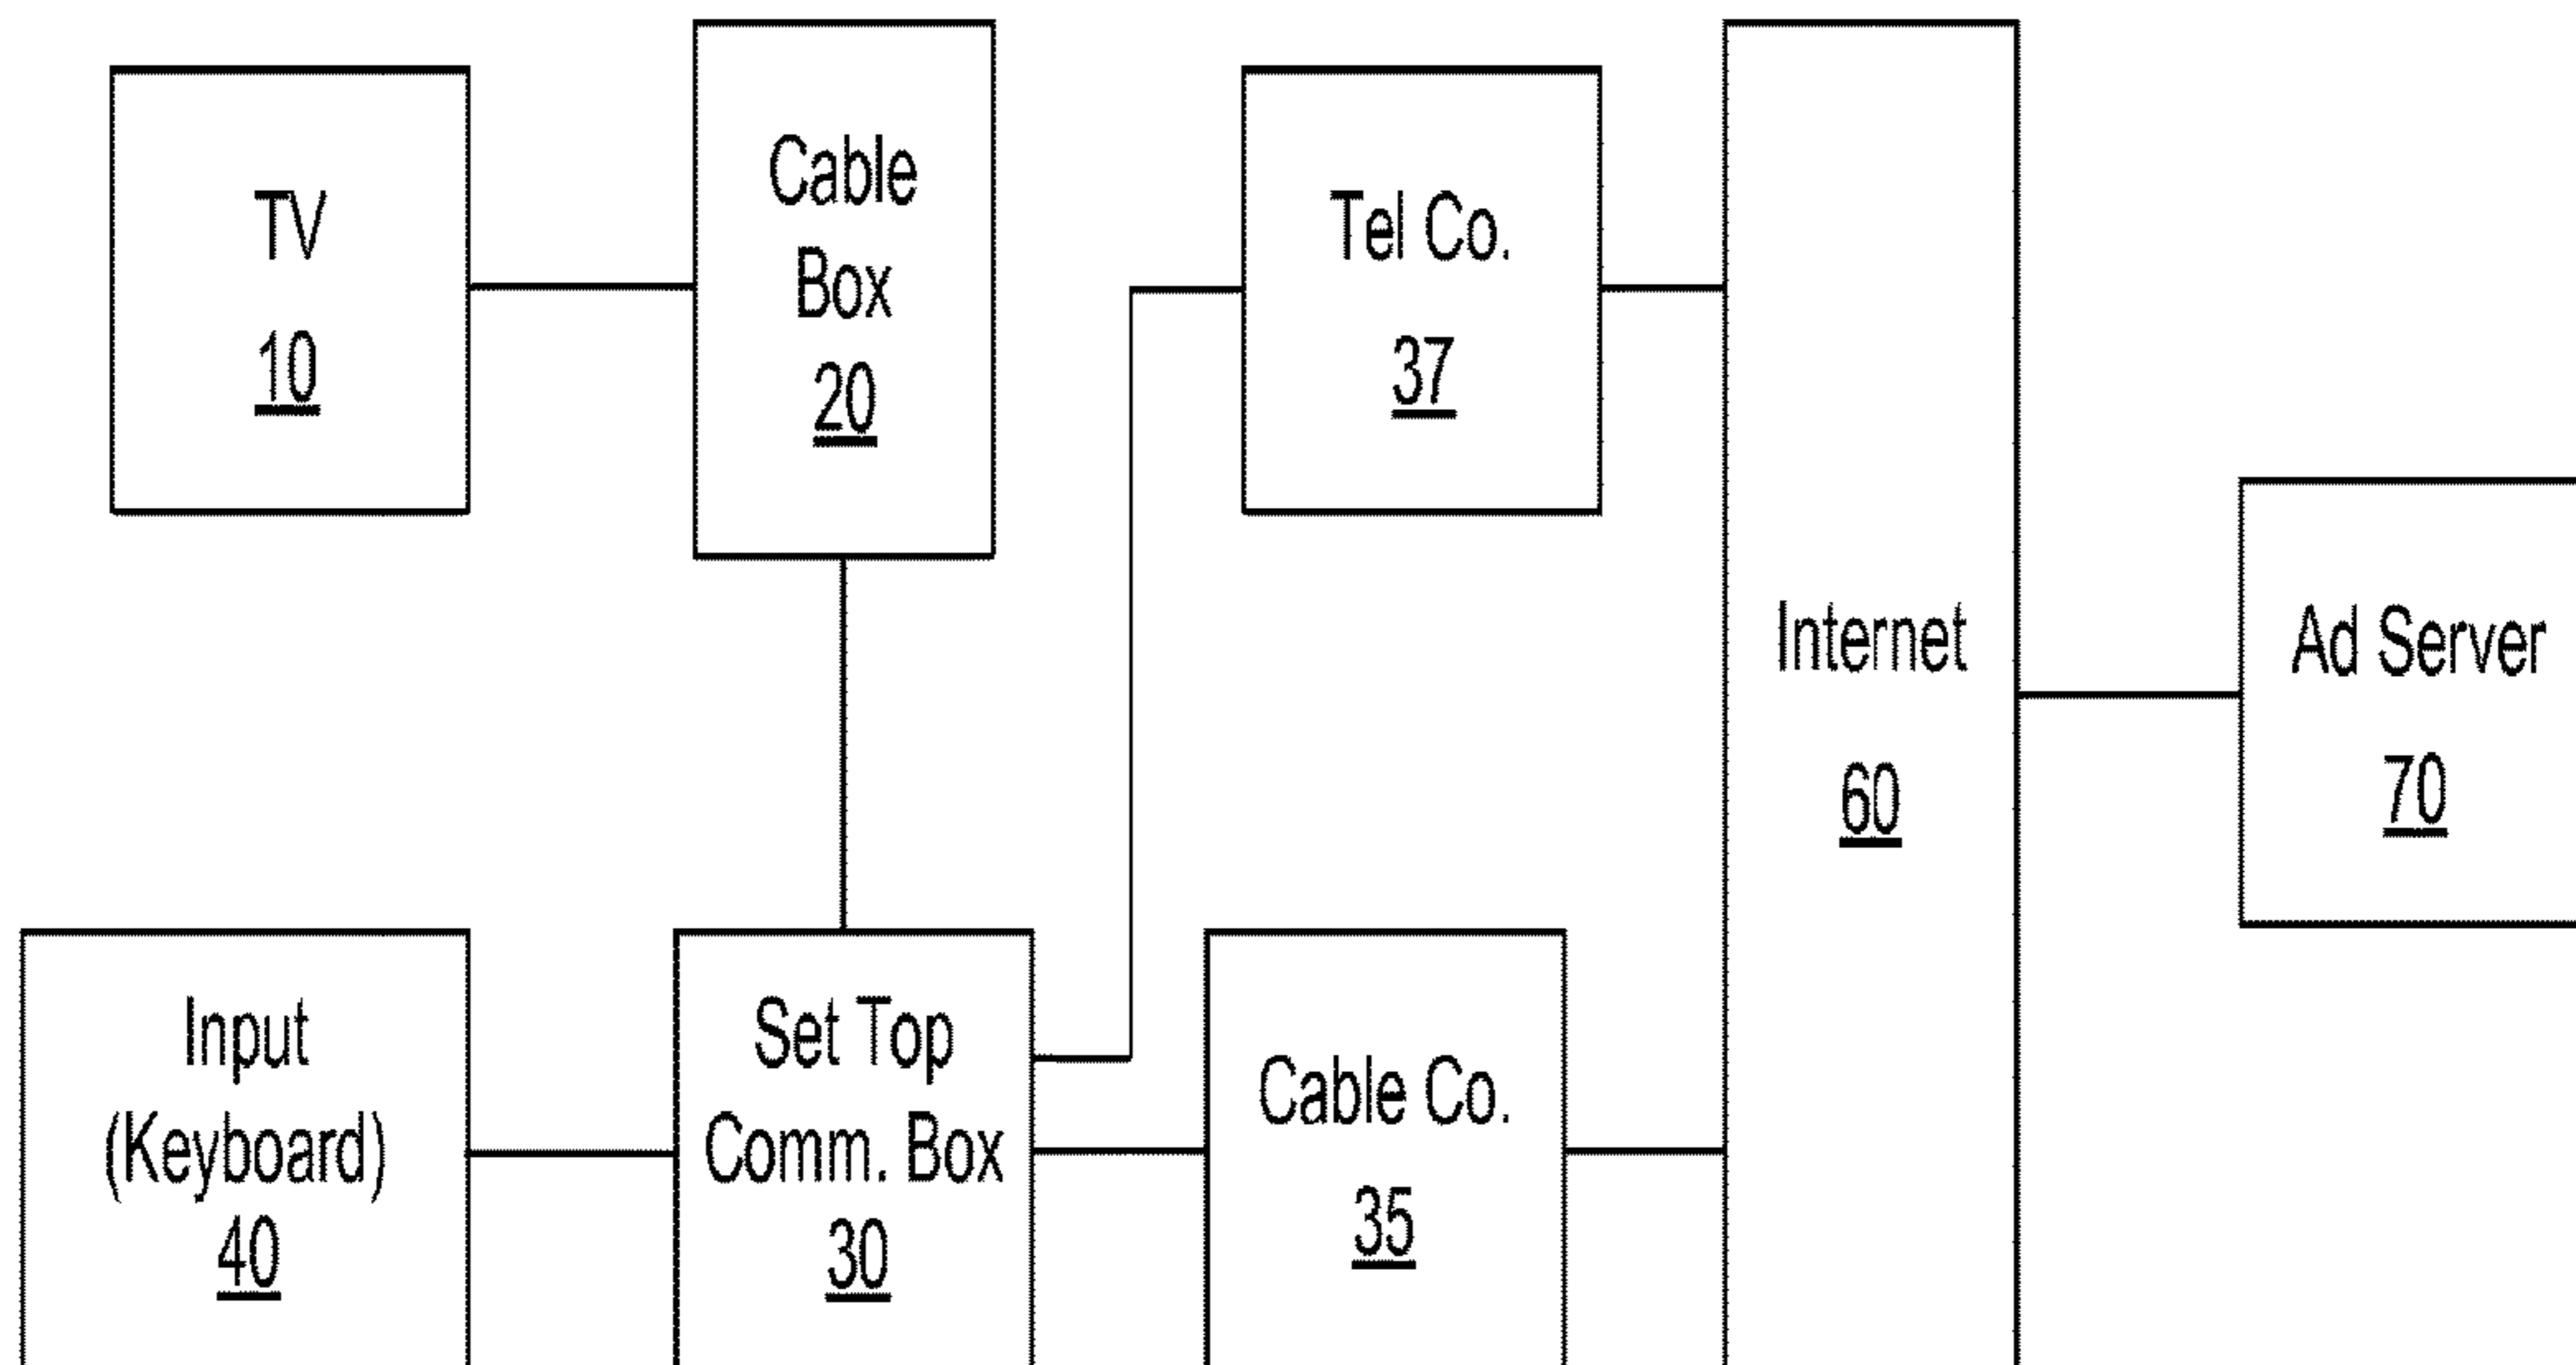 TV
10
Cable
Box
20
Tel Co.
37
Internet
60
Ad Server
70
Input
(Keyboard)
40
Set Top
Comm. Box
30
Cable Co.
35